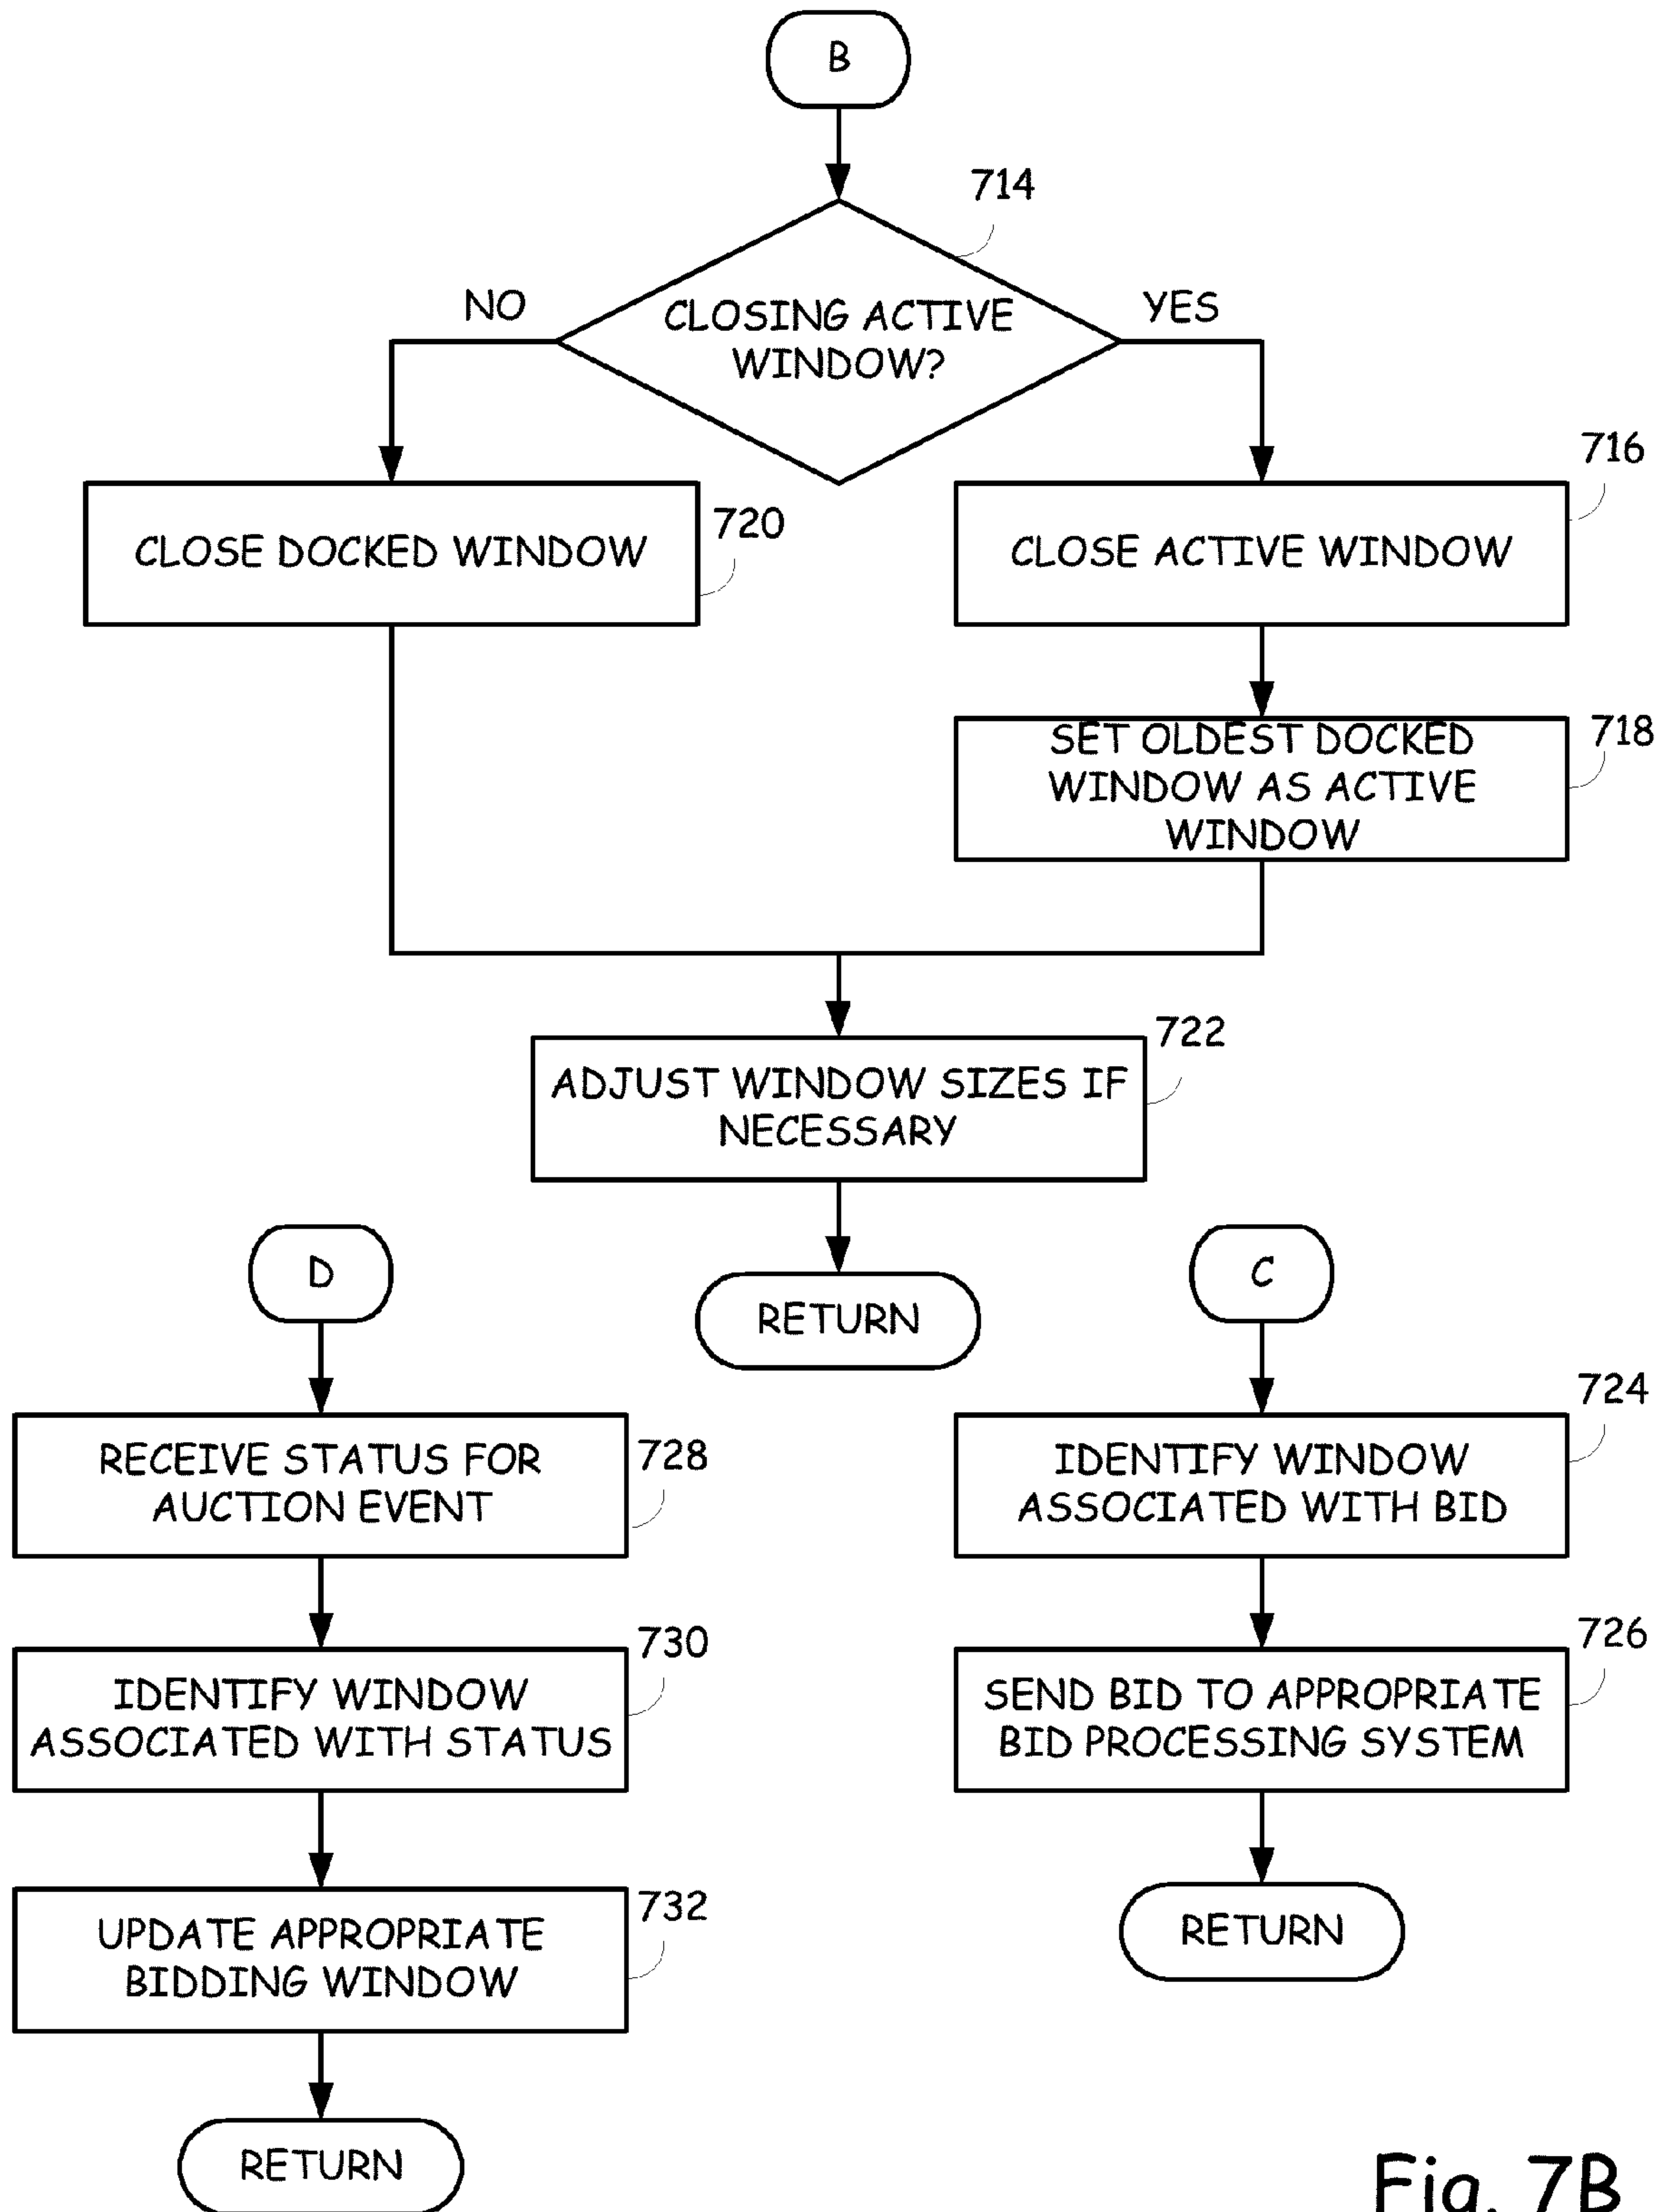 B
714
NO
YES
CLOSING ACTIVE
WINDOW?
716
720
CLOSE DOCKED WINDOW
CLOSE ACTIVE WINDOW
718
SET OLDEST DOCKED
WINDOW AS ACTIVE
WINDOW
722
ADJUST WINDOW SIZES IF
NECESSARY
RETURN
D
728
RECEIVE STATUS FOR
AUCTION EVENT
730
IDENTIFY WINDOW
ASSOCIATED WITH STATUS
732
UPDATE APPROPRIATE
BIDDING WINDOW
RETURN
C
724
IDENTIFY WINDOW
ASSOCIATED WITH BID
726
SEND BID TO APPROPRIATE
BID PROCESSING SYSTEM
RETURN
Fig. 7B